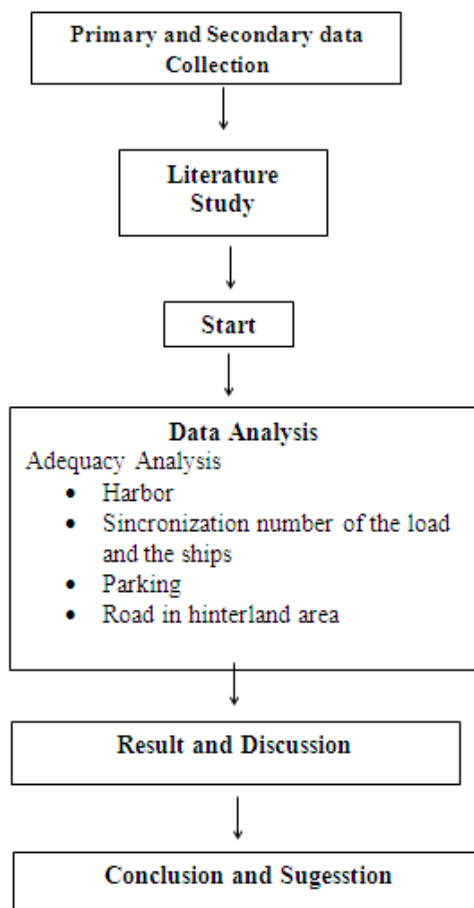 Primary and Secondary data
Collection
Literature
Study
Start
Data Analysis
Adequacy Analysis
• Harbor
• Sincronization number of the load
and the ships
• Parking
• Road in hinterland area
Result and Discussion
Conclusion and Sugesstion